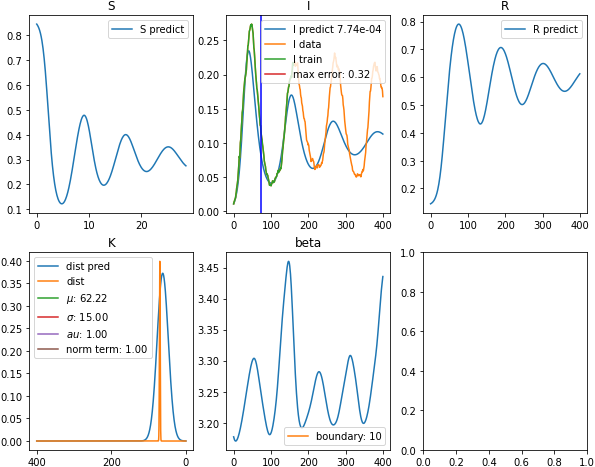 S
I
R
S predict
I predict 7.74e-04
I data
I train
max error: 0.32
R predict
0.8
0.7
0.6
0.5
0.4
0.3
0.2
0.1
0 20
0.25
0.20
0.15
0.10
0.05
0.00
0 100 200 300 400
0.8
0.7
0.6
0.5
0.4
0.3
0.2
0 100 200 300 400
K
beta
dist pred
dist
μ: 62.22
σ: 15.00
au: 1.00
norm term: 1.00
0.40
0.35
0.30
0.25
0.20
0.15
0.10
0.05
0.00
400 200 0
3.45
3.40
3.35
3.30
3.25
3.20
boundary: 10
0 100 200 300 400
1.0
0.8
0.6
0.4
0.2
0.0
0.0 0.2 0.4 0.6 0.8 1.0